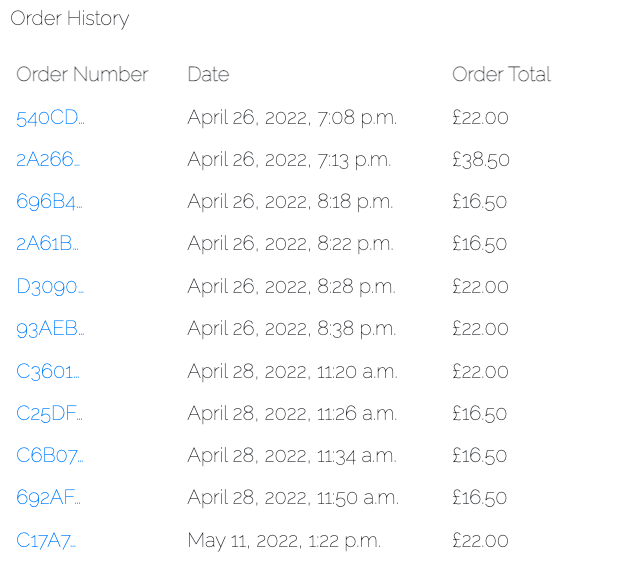 Order History
Order Number Date Order Total
540CD… April 26, 2022, 7:08 p.m. £22.00
2A266… April 26, 2022, 7:13 p.m. £38.50
696B4… April 26, 2022, 8:18 p.m. £16.50
2A61B… April 26, 2022, 8:22 p.m. £16.50
D3090… April 26, 2022, 8:28 p.m. £22.00
93AEB… April 26, 2022, 8:38 p.m. £22.00
C3601… April 28, 2022, 11:20 a.m. £22.00
C25DF… April 28, 2022, 11:26 a.m. £16.50
C6B07… April 28, 2022, 11:34 a.m. £16.50
692AF… April 28, 2022, 11:50 a.m. £16.50
C17A7… May 11, 2022, 1:22 p.m. £22.00